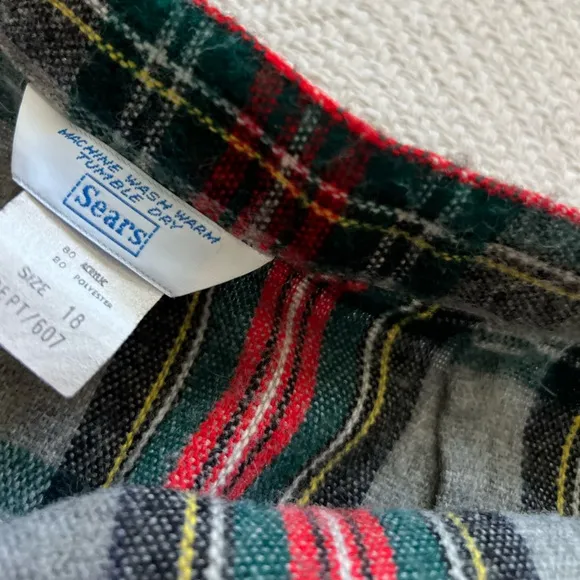 MACHINE WASH WARM
TUMBLE DRY
Sears
80 ACRYLIC
20 POLYESTER
SIZE 18
PT/607